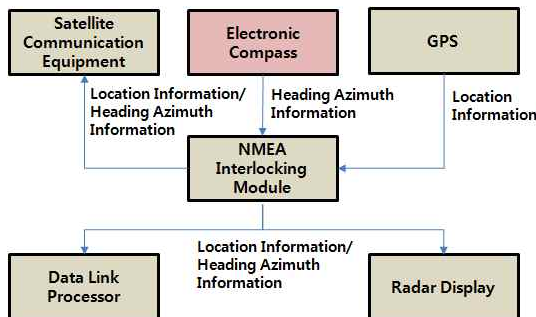 Satellite
Communication
Equipment
Electronic
Compass
GPS
Location Information/
Heading Azimuth
Information
Heading Azimuth
Information
Location
Information
NMEA
Interlocking
Module
Location Information/
Heading Azimuth
Information
Data Link
Processor
Radar Display